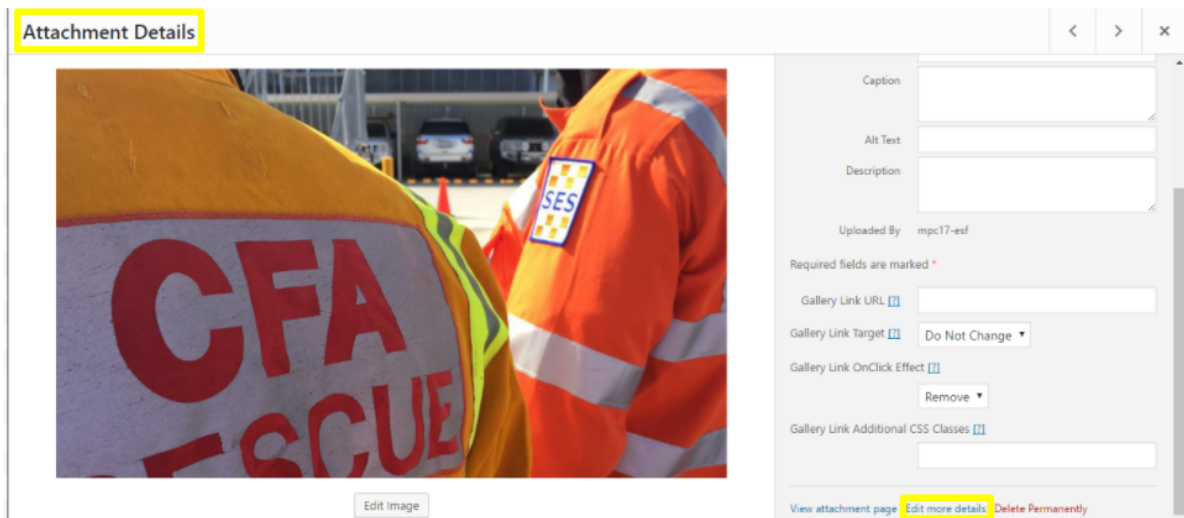 Attachment Details
CFA
RESCUE
SES
Edit Image
Caption
Alt Text
Description
Uploaded By mpc17-esf
Required fields are marked *
Gallery Link URL [?]
Gallery Link Target [?] Do Not Change
Gallery Link OnClick Effect [?]
Remove
Gallery Link Additional CSS Classes [?]
View attachment page Edit more details Delete Permanently